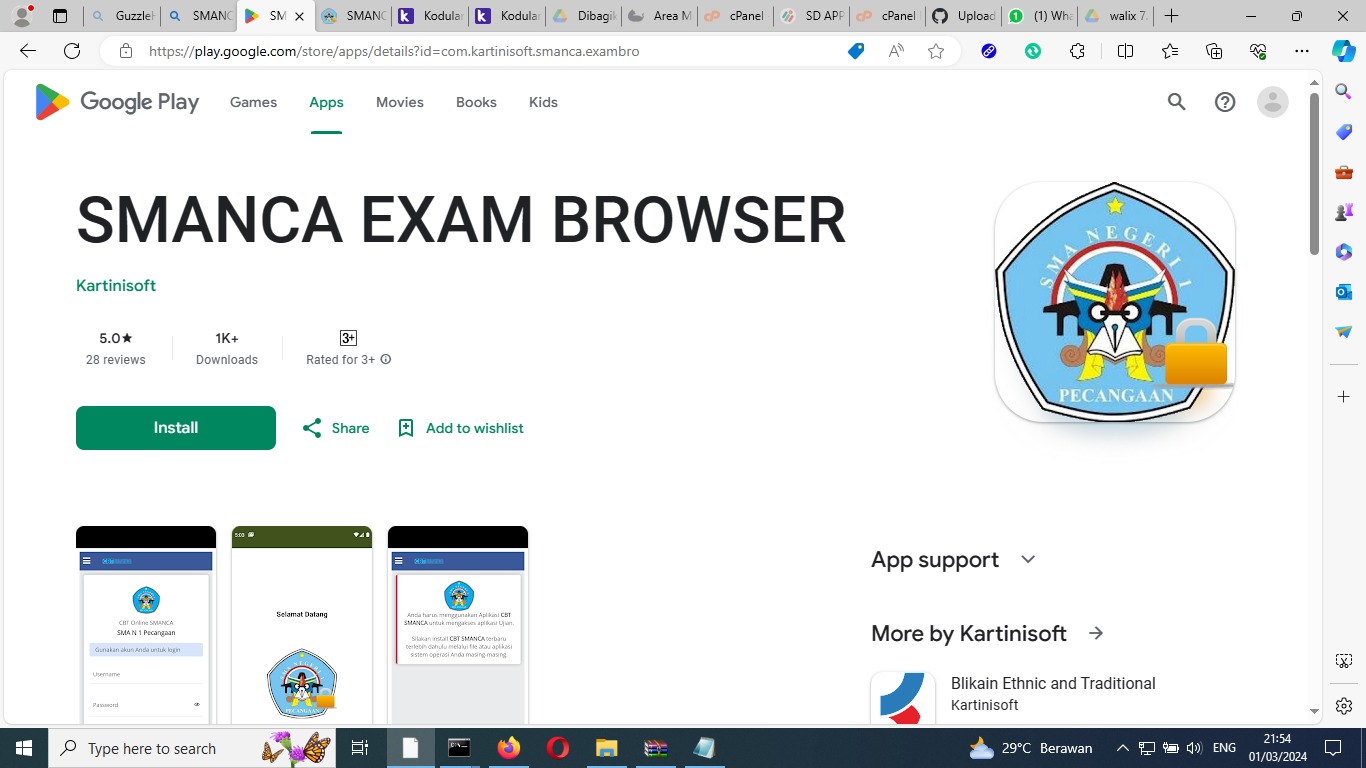 GuzzleH
SMANC
SM
SMANC
Kodular
Kodular
Dibagik
Area M
cPanel
SD APP
cPanel
Upload
(1) Wha
walix 7.
https://play.google.com/store/apps/details?id=com.kartinisoft.smanca.exambro
Google Play
Games
Apps
Movies
Books
Kids
SMANCA EXAM BROWSER
Kartinisoft
5.0★
28 reviews
1K+
Downloads
3+
Rated for 3+
Install
Share
Add to wishlist
SMA NEGERI 1
PECANGAAN
CBT Online SMANCA
SMA N 1 Pecangaan
Gunakan akun Anda untuk login
Username
Password
5:03
Selamat Datang
Anda harus menggunakan Aplikasi CBT
SMANCA untuk mengakses aplikasi Ujian.
Silakan Install CBT SMANCA terbaru
terlebih dahulu melalui file atau aplikasi
sistem operasi Anda masing-masing.
App support
More by Kartinisoft
Blikain Ethnic and Traditional
Kartinisoft
Type here to search
29°C Berawan
ENG
21:54
01/03/2024